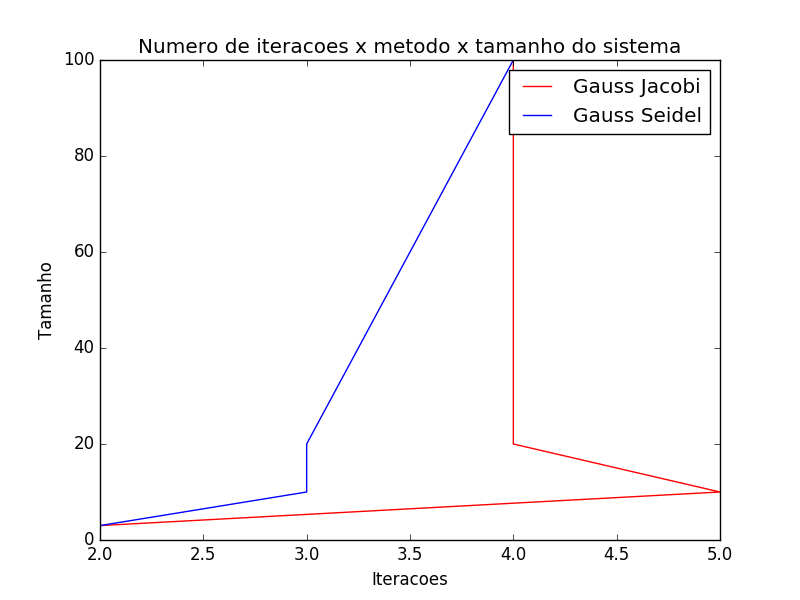 Numero de iteracoes x metodo x tamanho do sistema
100
80
60
40
20
0
Tamanho
Gauss Jacobi
Gauss Seidel
2.0 2.5 3.0 3.5 4.0 4.5 5.0
Iteracoes